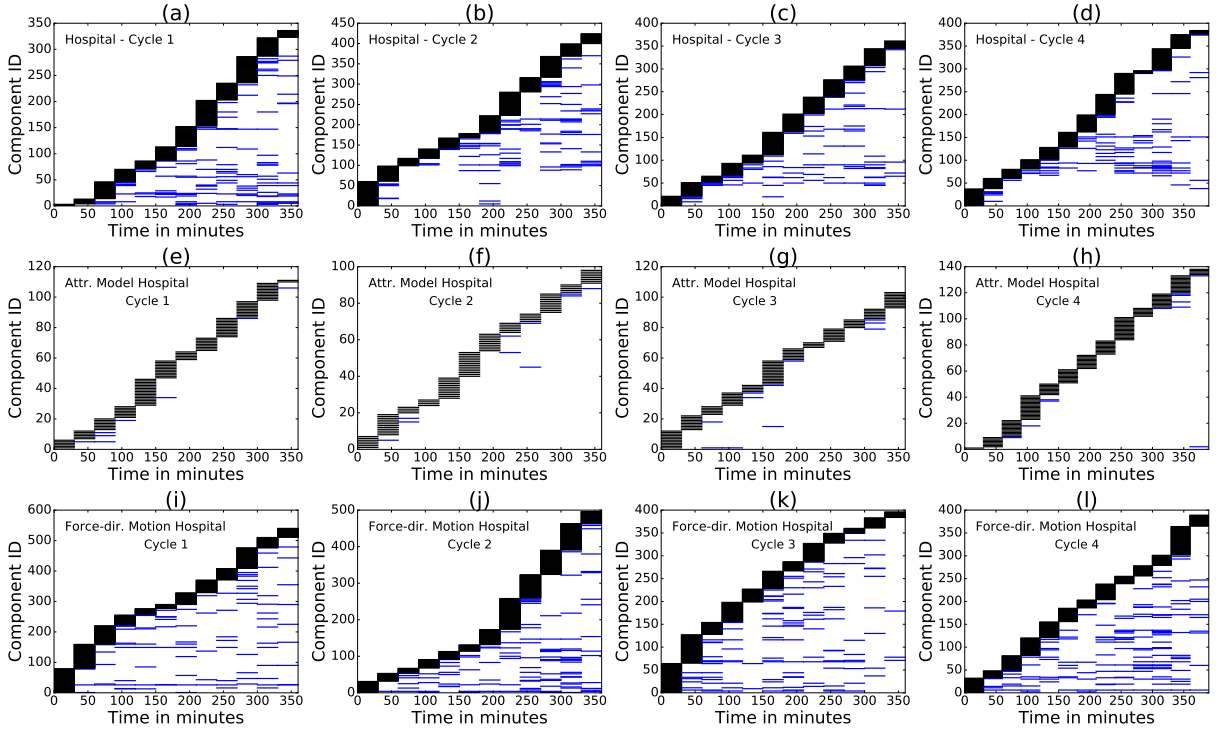 (a)
Hospital - Cycle 1
Component ID
350
300
250
200
150
100
50
0
0 50 100 150 200 250 300 350
Time in minutes
(b)
Hospital - Cycle 2
Component ID
450
400
350
300
250
200
150
100
50
0
0 50 100 150 200 250 300 350
Time in minutes
(c)
Hospital - Cycle 3
Component ID
400
350
300
250
200
150
100
50
0
0 50 100 150 200 250 300 350
Time in minutes
(d)
Hospital - Cycle 4
Component ID
400
350
300
250
200
150
100
50
0
0 50 100 150 200 250 300 350
Time in minutes
(e)
Attr. Model Hospital
Cycle 1
Component ID
120
100
80
60
40
20
0
0 50 100 150 200 250 300 350
Time in minutes
(f)
Attr. Model Hospital
Cycle 2
Component ID
100
80
60
40
20
0
0 50 100 150 200 250 300 350
Time in minutes
(g)
Attr. Model Hospital
Cycle 3
Component ID
120
100
80
60
40
20
0
0 50 100 150 200 250 300 350
Time in minutes
(h)
Attr. Model Hospital
Cycle 4
Component ID
140
120
100
80
60
40
20
0
0 50 100 150 200 250 300 350
Time in minutes
(i)
Force-dir. Motion Hospital
Cycle 1
Component ID
600
500
400
300
200
100
0
0 50 100 150 200 250 300 350
Time in minutes
(j)
Force-dir. Motion Hospital
Cycle 2
Component ID
500
400
300
200
100
0
0 50 100 150 200 250 300 350
Time in minutes
(k)
Force-dir. Motion Hospital
Cycle 3
Component ID
400
350
300
250
200
150
100
50
0
0 50 100 150 200 250 300 350
Time in minutes
(l)
Force-dir. Motion Hospital
Cycle 4
Component ID
400
350
300
250
200
150
100
50
0
0 50 100 150 200 250 300 350
Time in minutes